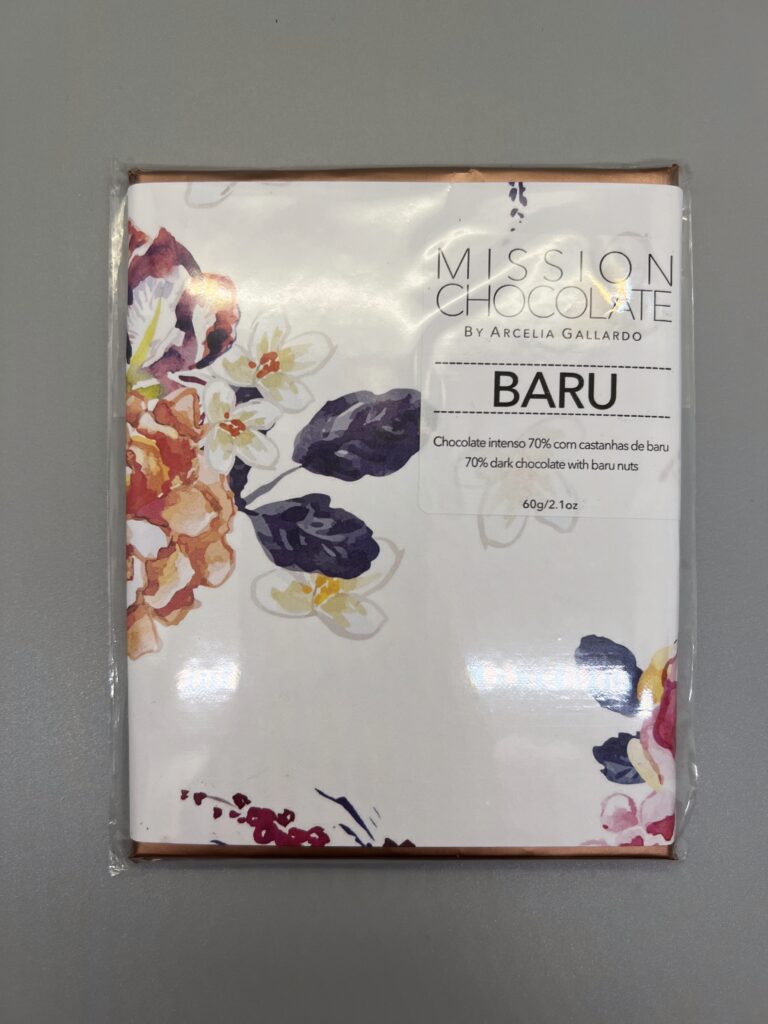 MISSION
CHOCOLATE
BY ARCELIA GALLARDO
BARU
Chocolate intenso 70% com castanhas de baru
70% dark chocolate with baru nuts
60g/2.1oz